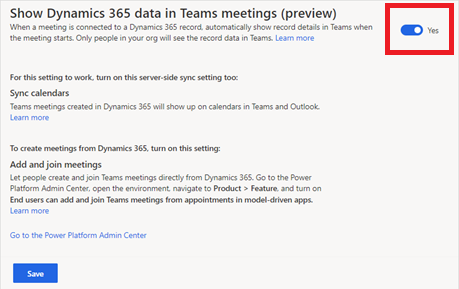 Show Dynamics 365 data in Teams meetings (preview)
When a meeting is connected to a Dynamics 365 record, automatically show record details in Teams when
the meeting starts. Only people in your org will see the record data in Teams. Learn more
Yes
For this setting to work, turn on this server-side sync setting too:
Sync calendars
Teams meetings created in Dynamics 365 will show up on calendars in Teams and Outlook.
Learn more
To create meetings from Dynamics 365, turn on this setting:
Add and join meetings
Let people create and join Teams meetings directly from Dynamics 365. Go to the Power
Platform Admin Center, open the environment, navigate to Product > Feature, and turn on
End users can add and join Teams meetings from appointments in model-driven apps.
Learn more
Go to the Power Platform Admin Center
Save